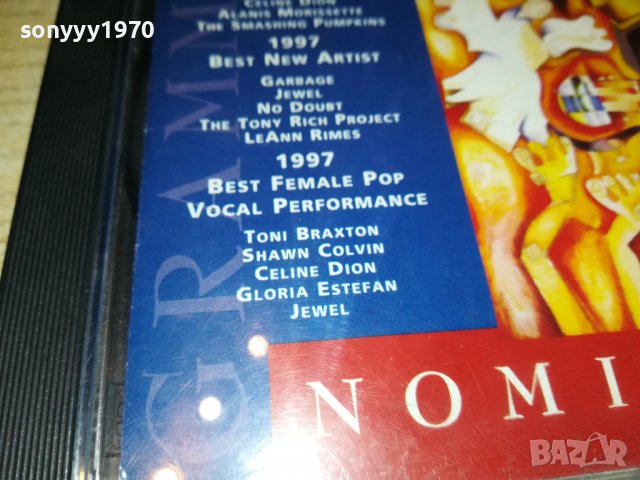 sonyyy1970
CELINE DION
ALANIS MORISSETTE
THE SMASHING PUMPKINS
1997
BEST NEW ARTIST
GARBAGE
JEWEL
NO DOUBT
THE TONY RICH PROJECT
LEANN RIMES
1997
BEST FEMALE POP
VOCAL PERFORMANCE
TONI BRAXTON
SHAWN COLVIN
CELINE DION
GLORIA ESTEFAN
JEWEL
GRAMM
NOMI
BAZAR